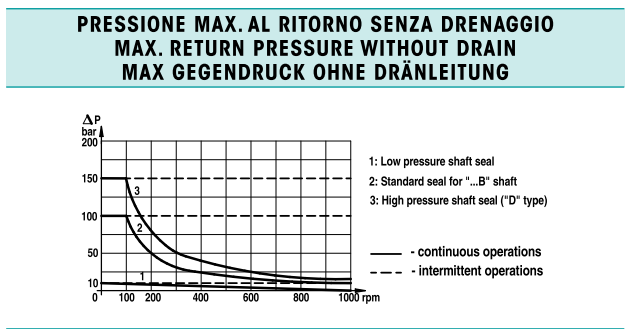 PRESSIONE MAX. AL RITORNO SENZA DRENAGGIO
MAX. RETURN PRESSURE WITHOUT DRAIN
MAX GEGENDRUCK OHNE DRÄNLEITUNG
ΔP
bar
200
150
100
50
10
0
3
2
1
100
200
400
600
800
1000
rpm
1: Low pressure shaft seal
2: Standard seal for "...B" shaft
3: High pressure shaft seal ("D" type)
- continuous operations
- intermittent operations